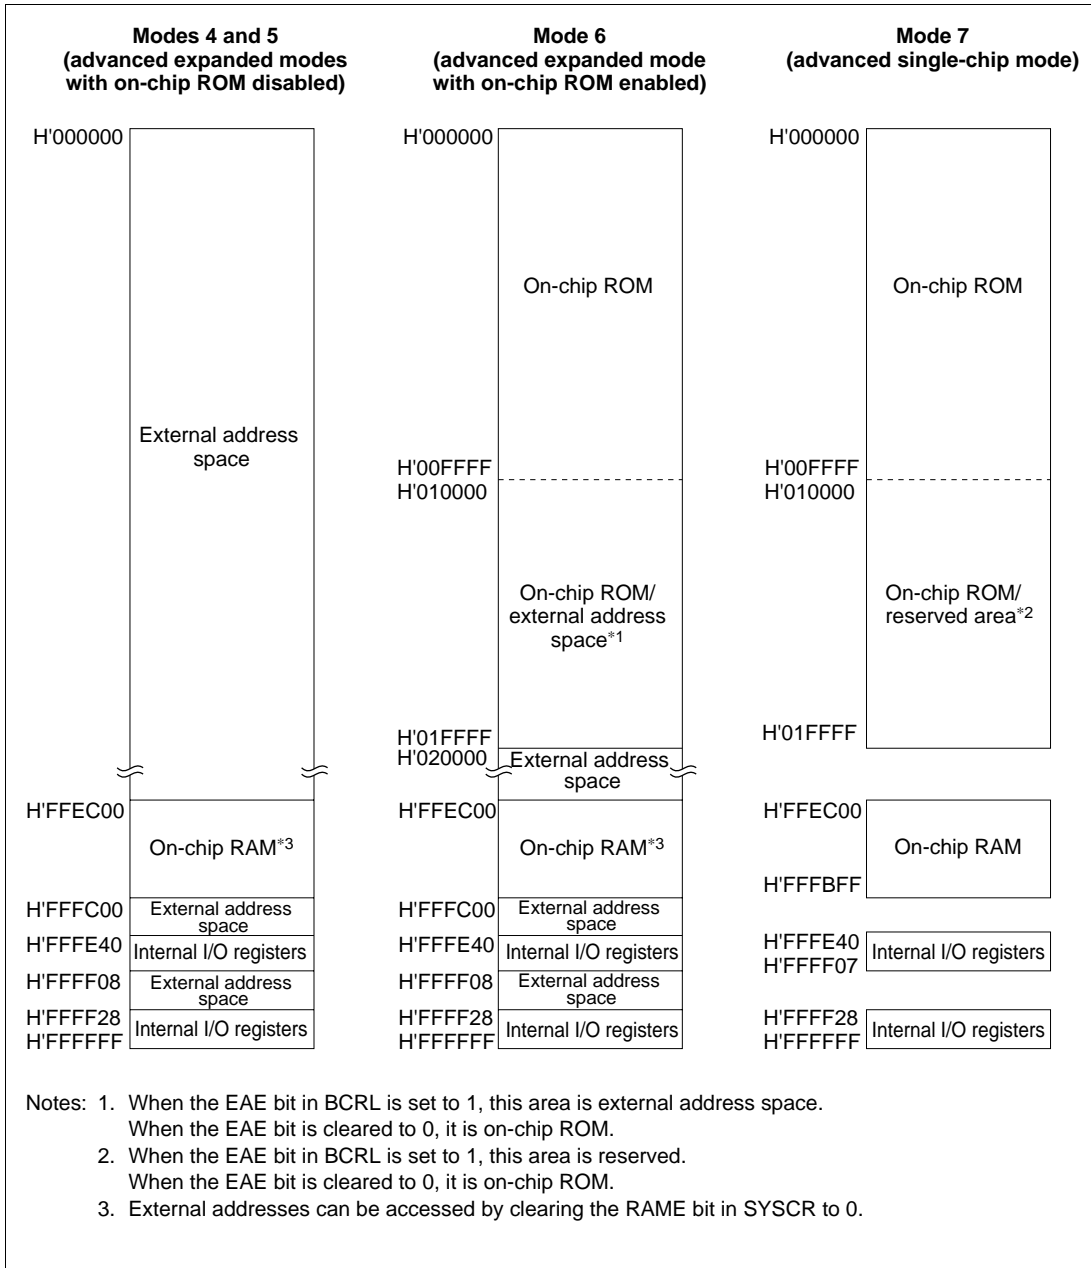 Modes 4 and 5
(advanced expanded modes
with on-chip ROM disabled)
Mode 6
(advanced expanded mode
with on-chip ROM enabled)
Mode 7
(advanced single-chip mode)
H'000000
External address
space
H'FFEC00
On-chip RAM*3
H'FFFC00
External address
space
H'FFFE40
Internal I/O registers
H'FFFF08
External address
space
H'FFFF28
Internal I/O registers
H'FFFFFF
H'000000
On-chip ROM
H'00FFFF
H'010000
On-chip ROM/
external address
space*1
H'01FFFF
H'020000
External address
space
H'FFEC00
On-chip RAM*3
H'FFFC00
External address
space
H'FFFE40
Internal I/O registers
H'FFFF08
External address
space
H'FFFF28
Internal I/O registers
H'FFFFFF
H'000000
On-chip ROM
H'00FFFF
H'010000
On-chip ROM/
reserved area*2
H'01FFFF
H'FFEC00
On-chip RAM
H'FFFBFF
H'FFFE40
Internal I/O registers
H'FFFF07
H'FFFF28
Internal I/O registers
H'FFFFFF
Notes: 1. When the EAE bit in BCRL is set to 1, this area is external address space.
When the EAE bit is cleared to 0, it is on-chip ROM.
2. When the EAE bit in BCRL is set to 1, this area is reserved.
When the EAE bit is cleared to 0, it is on-chip ROM.
3. External addresses can be accessed by clearing the RAME bit in SYSCR to 0.